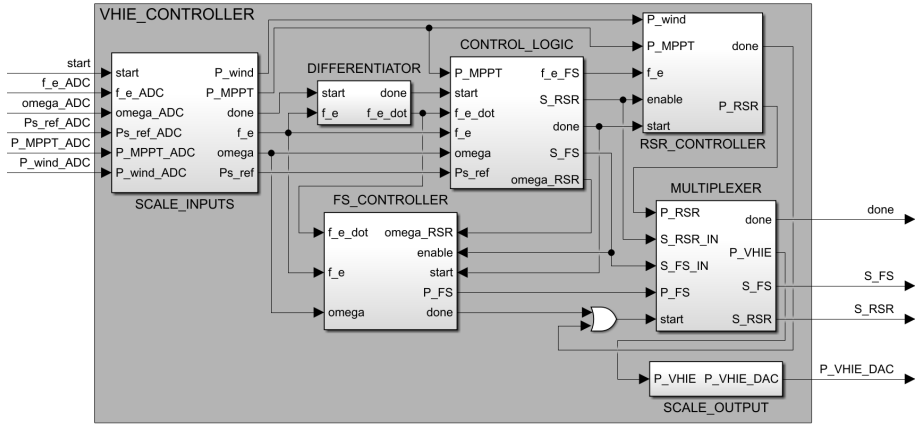 VHIE_CONTROLLER
start
f_e_ADC
omega_ADC
Ps_ref_ADC
P_MPPT_ADC
P_wind_ADC
start
f_e_ADC
omega_ADC
Ps_ref_ADC
P_MPPT_ADC
P_wind_ADC
P_wind
P_MPPT
done
f_e
omega
Ps_ref
SCALE_INPUTS
DIFFERENTIATOR
start
f_e
done
f_e_dot
CONTROL_LOGIC
P_MPPT
start
f_e_dot
f_e
omega
Ps_ref
f_e_FS
S_RSR
done
S_FS
omega_RSR
P_wind
P_MPPT
f_e
enable
start
done
P_RSR
RSR_CONTROLLER
FS_CONTROLLER
f_e_dot
f_e
omega
omega_RSR
enable
start
P_FS
done
MULTIPLEXER
P_RSR
S_RSR_IN
S_FS_IN
P_FS
start
done
P_VHIE
S_FS
S_RSR
done
S_FS
S_RSR
P_VHIE P_VHIE_DAC
P_VHIE_DAC
SCALE_OUTPUT